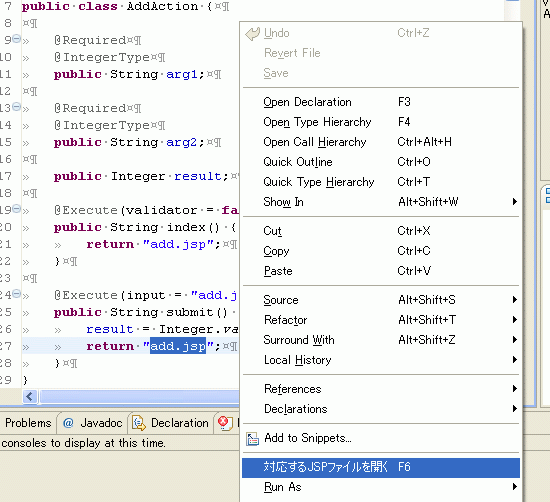 7 public class AddAction {¤¶
8 ¤¶
9 » @Required¤¶
10 » @IntegerType¤¶
11 » public String arg1;¤¶
12 ¤¶
13 » @Required¤¶
14 » @IntegerType¤¶
15 » public String arg2;¤¶
16 ¤¶
17 » public Integer result;¤¶
18 ¤¶
19 » @Execute(validator = fa
20 » public String index() {
21 » » return "add.jsp";¤¶
22 » }¤¶
23 ¤¶
24 » @Execute(input = "add.j
25 » public String submit()
26 » » result = Integer.va
27 » » return "add.jsp";¤¶
28 » }¤¶
29 }
Problems @ Javadoc Declaration
consoles to display at this time.
Undo Ctrl+Z
Revert File
Save
Open Declaration F3
Open Type Hierarchy F4
Open Call Hierarchy Ctrl+Alt+H
Quick Outline Ctrl+O
Quick Type Hierarchy Ctrl+T
Show In Alt+Shift+W
Cut Ctrl+X
Copy Ctrl+C
Paste Ctrl+V
Source Alt+Shift+S
Refactor Alt+Shift+T
Surround With Alt+Shift+Z
Local History
References
Declarations
Add to Snippets...
対応するJSPファイルを開く F6
Run As